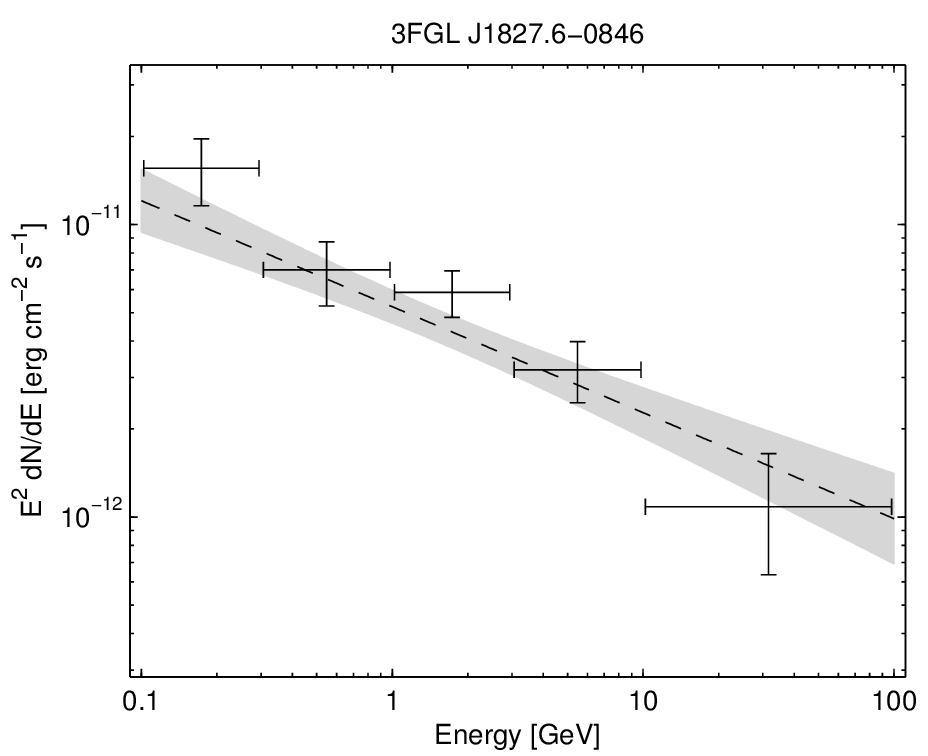 3FGL J1827.6−0846
E² dN/dE [erg cm⁻² s⁻¹]
10⁻¹¹
10⁻¹²
0.1 1 10 100
Energy [GeV]